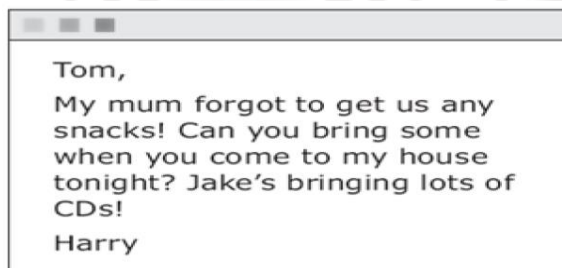 Tom,
My mum forgot to get us any
snacks! Can you bring some
when you come to my house
tonight? Jake's bringing lots of
CDs!
Harry